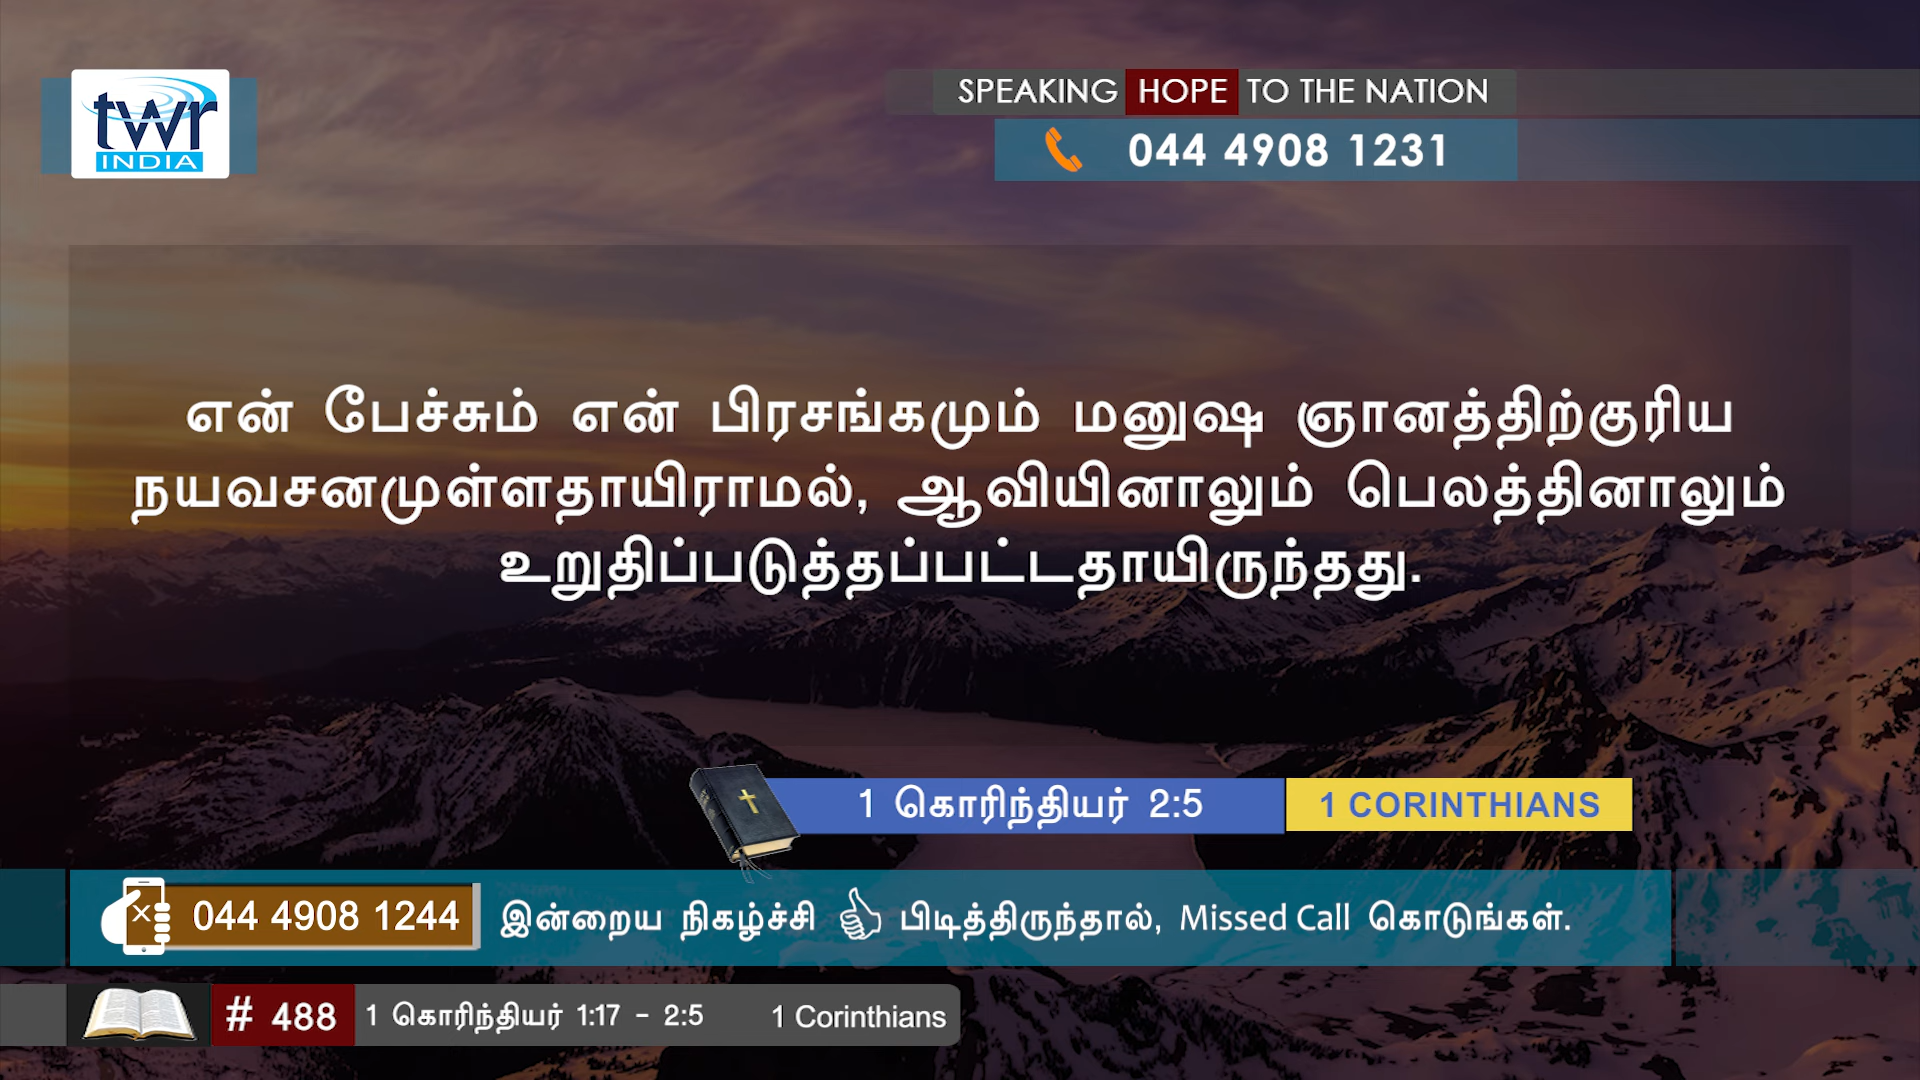 twr
INDIA
SPEAKING HOPE TO THE NATION
044 4908 1231
என் பேச்சும் என் பிரசங்கமும் மனுஷ ஞானத்திற்குரிய
நயவசனமுள்ளதாயிராமல், ஆவியினாலும் பெலத்தினாலும்
உறுதிப்படுத்தப்பட்டதாயிருந்தது.
1 கொரிந்தியர் 2:5 1 CORINTHIANS
044 4908 1244 இன்றைய நிகழ்ச்சி பிடித்திருந்தால், Missed Call கொடுங்கள்.
# 488 1 கொரிந்தியர் 1:17 - 2:5 1 Corinthians